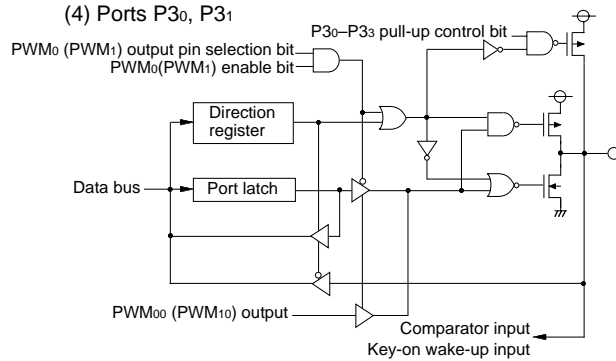 (4) Ports P3₀, P3₁
P3₀–P3₃ pull-up control bit
PWM₀ (PWM₁) output pin selection bit
PWM₀(PWM₁) enable bit
Direction
register
Data bus
Port latch
PWM₀₀ (PWM₁₀) output
Comparator input
Key-on wake-up input